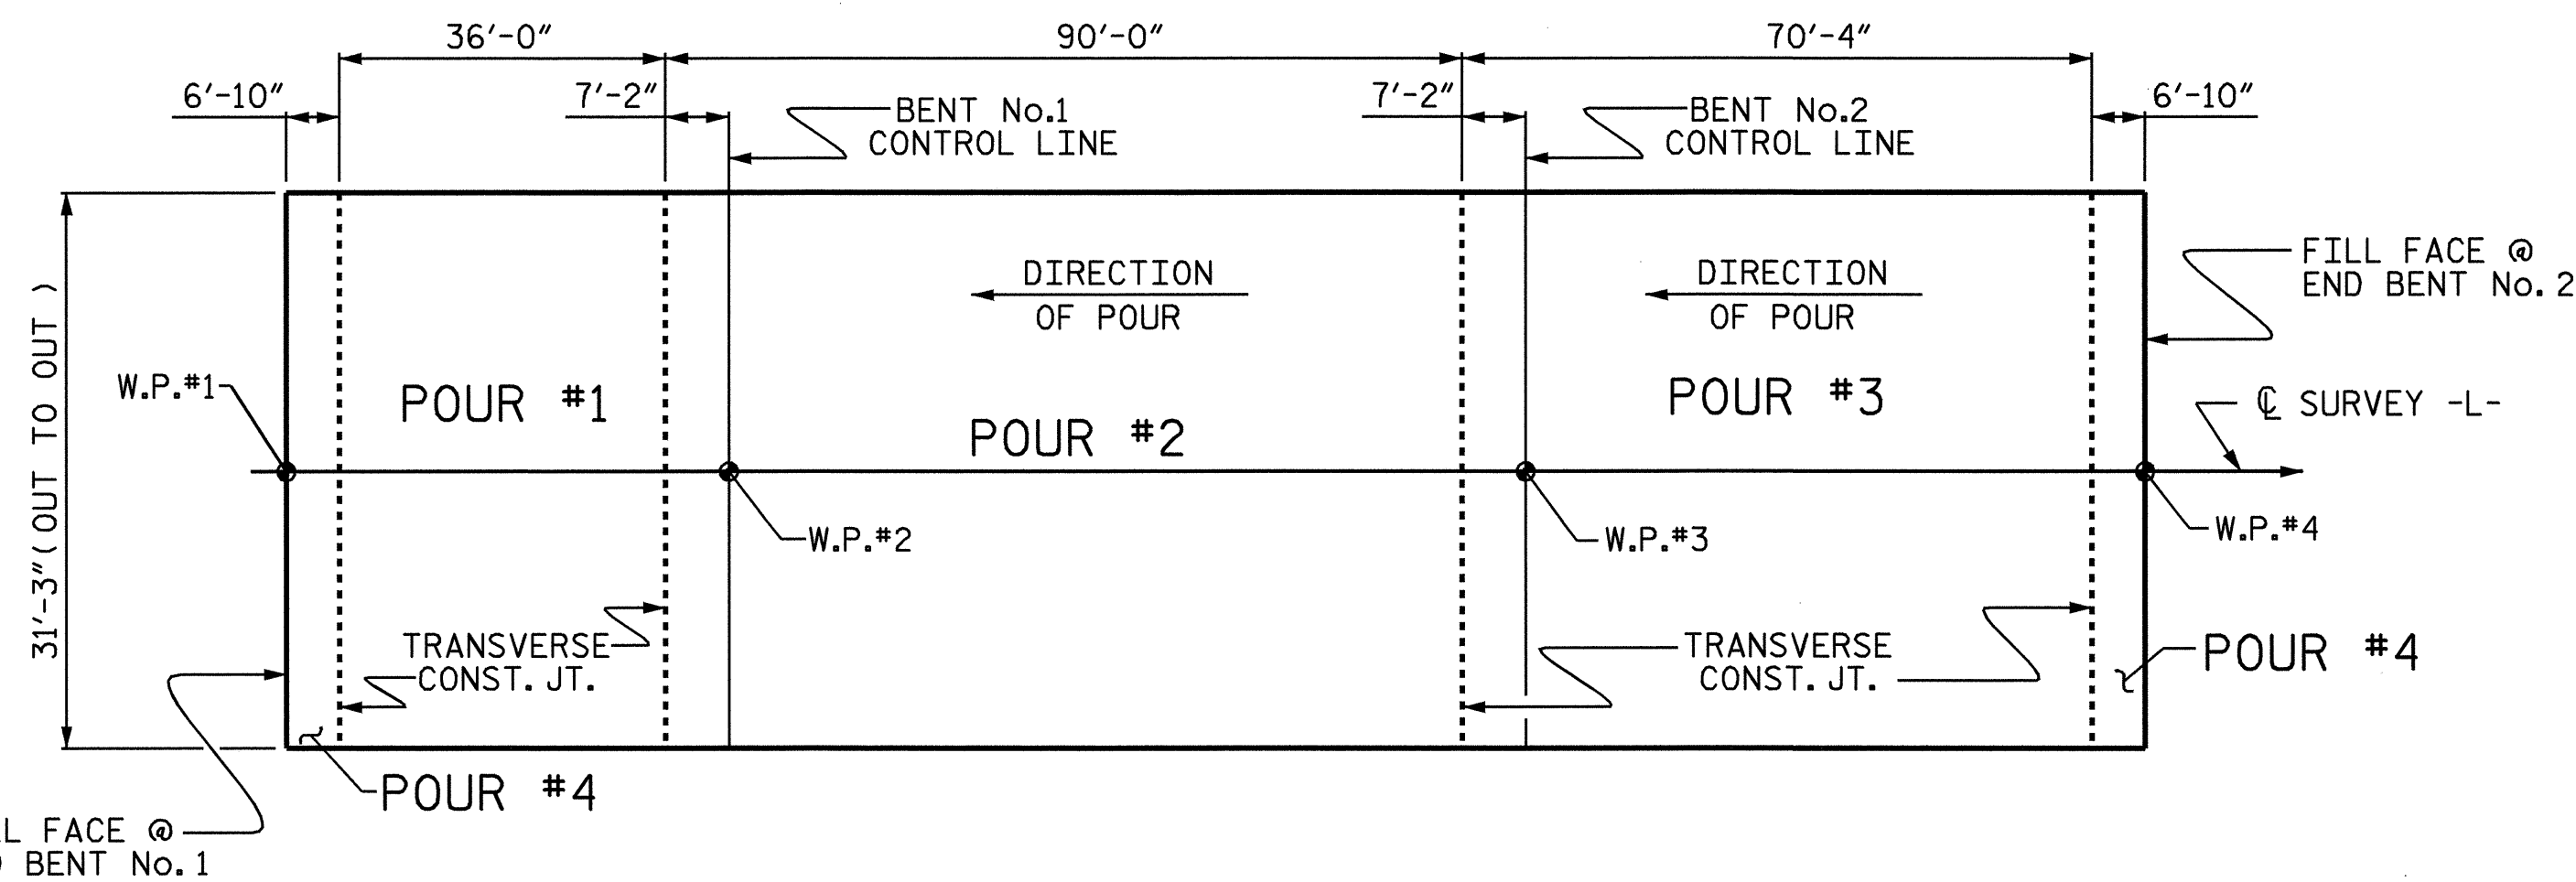 36'-0"
90'-0"
70'-4"
6'-10"
7'-2"
7'-2"
6'-10"
BENT No.1
CONTROL LINE
BENT No.2
CONTROL LINE
31'-3" ( OUT TO OUT )
DIRECTION
OF POUR
DIRECTION
OF POUR
FILL FACE @
END BENT No. 2
W.P.#1
POUR #1
POUR #2
POUR #3
℄ SURVEY -L-
W.P.#2
W.P.#3
W.P.#4
TRANSVERSE
CONST. JT.
TRANSVERSE
CONST. JT.
POUR #4
POUR #4
FACE @
BENT No. 1